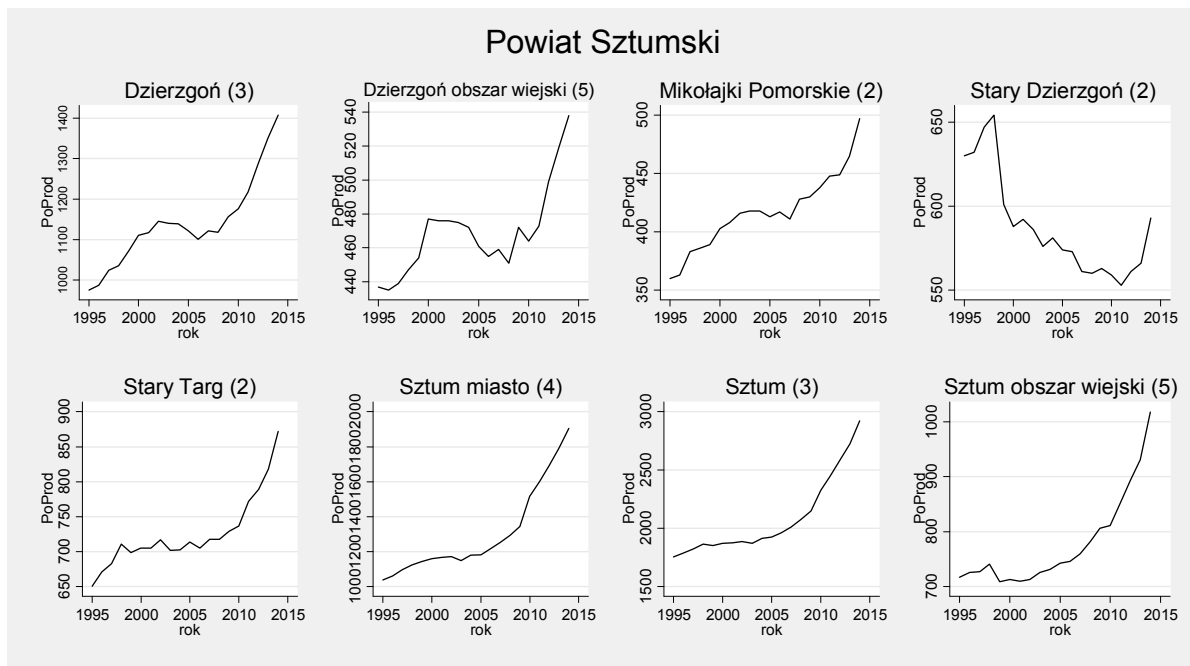 Powiat Sztumski
Dzierzgoń (3)
PoProd
1000 1100 1200 1300 1400
1995 2000 2005 2010 2015
rok
Dzierzgoń obszar wiejski (5)
PoProd
440 460 480 500 520 540
1995 2000 2005 2010 2015
rok
Mikołajki Pomorskie (2)
PoProd
350 400 450 500
1995 2000 2005 2010 2015
rok
Stary Dzierzgoń (2)
PoProd
550 600 650
1995 2000 2005 2010 2015
rok
Stary Targ (2)
PoProd
650 700 750 800 850 900
1995 2000 2005 2010 2015
rok
Sztum miasto (4)
PoProd
1000 1200 1400 1600 1800 2000
1995 2000 2005 2010 2015
rok
Sztum (3)
PoProd
1500 2000 2500 3000
1995 2000 2005 2010 2015
rok
Sztum obszar wiejski (5)
PoProd
700 800 900 1000
1995 2000 2005 2010 2015
rok